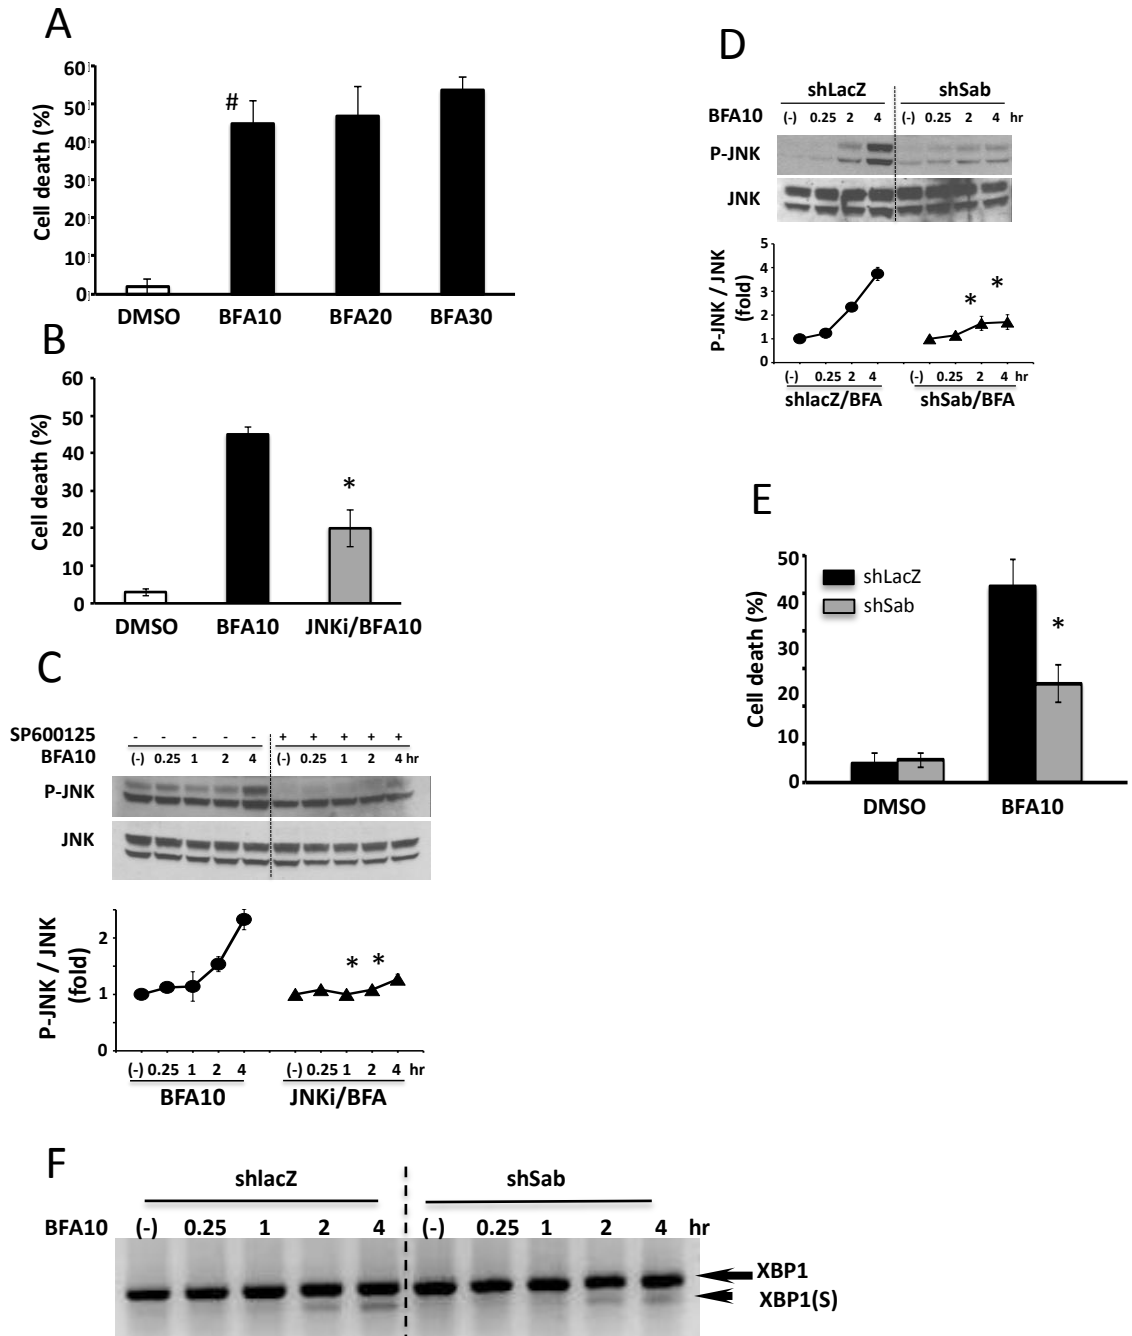 A
Cell death (%)
60
50
40
30
20
10
0
#
DMSO BFA10 BFA20 BFA30
B
Cell death (%)
60
50
40
30
20
10
0
*
DMSO BFA10 JNKi/BFA10
C
SP600125 - - - - - + + + + +
BFA10 (-) 0.25 1 2 4 (-) 0.25 1 2 4 hr
P-JNK
JNK
P-JNK / JNK
(fold)
2
1
0
* *
(-) 0.25 1 2 4 (-) 0.25 1 2 4 hr
BFA10 JNKi/BFA
D
shLacZ shSab
BFA10 (-) 0.25 2 4 (-) 0.25 2 4 hr
P-JNK
JNK
P-JNK / JNK
(fold)
5
4
3
2
1
0
* *
(-) 0.25 2 4 (-) 0.25 2 4 hr
shlacZ/BFA shSab/BFA
E
Cell death (%)
50
40
30
20
10
0
shLacZ
shSab
*
DMSO BFA10
F
shlacZ shSab
BFA10 (-) 0.25 1 2 4 (-) 0.25 1 2 4 hr
XBP1
XBP1(S)